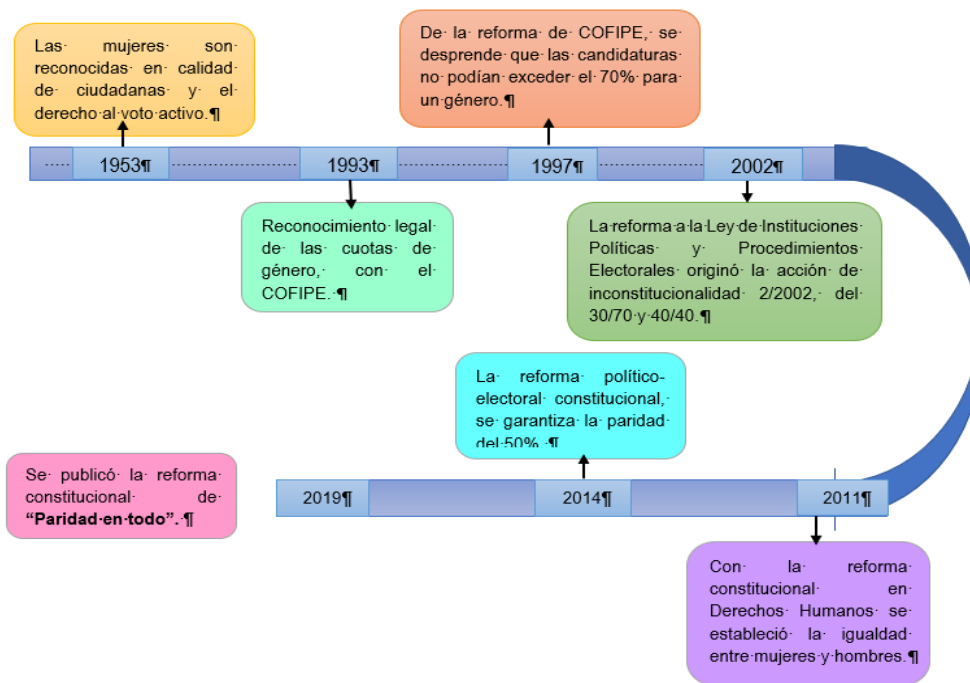 Las mujeres son
reconocidas en calidad
de ciudadanas y el
derecho al voto activo.¶
De la reforma de COFIPE, se
desprende que las candidaturas
no podían exceder el 70% para
un género.¶
1953¶
1993¶
1997¶
2002¶
Reconocimiento legal
de las cuotas de
género, con el
COFIPE. ¶
La reforma a la Ley de Instituciones
Políticas y Procedimientos
Electorales originó la acción de
inconstitucionalidad 2/2002, del
30/70 y 40/40.¶
La reforma político-
electoral constitucional,
se garantiza la paridad
del 50%. ¶
Se publicó la reforma
constitucional de
“Paridad en todo”. ¶
2019¶
2014¶
2011¶
Con la reforma
constitucional en
Derechos Humanos se
estableció la igualdad
entre mujeres y hombres.¶